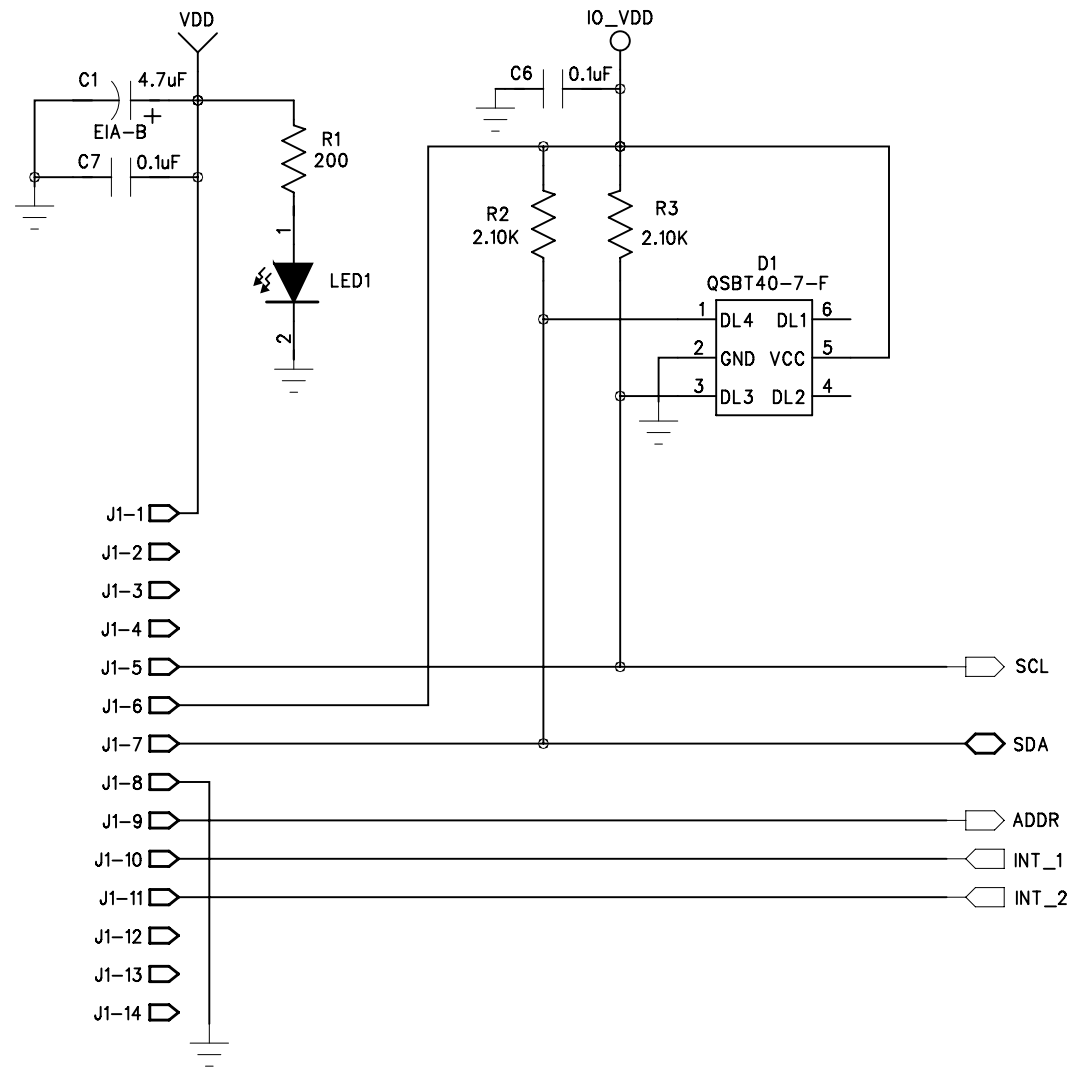 VDD
IO_VDD
C1 4.7uF
+
EIA-B
C7 0.1uF
R1
200
1
LED1
2
C6 0.1uF
R2
2.10K
R3
2.10K
D1
QSBT40-7-F
1 DL4 DL1 6
2 GND VCC 5
3 DL3 DL2 4
J1-1
J1-2
J1-3
J1-4
J1-5 SCL
J1-6
J1-7 SDA
J1-8
J1-9 ADDR
J1-10 INT_1
J1-11 INT_2
J1-12
J1-13
J1-14